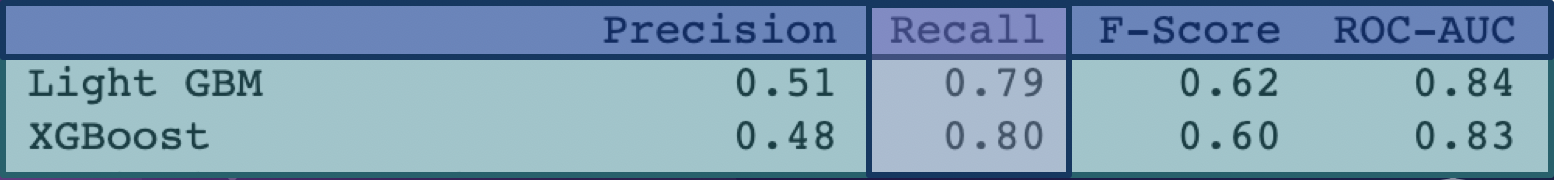 Precision Recall F-Score ROC-AUC
Light GBM 0.51 0.79 0.62 0.84
XGBoost 0.48 0.80 0.60 0.83